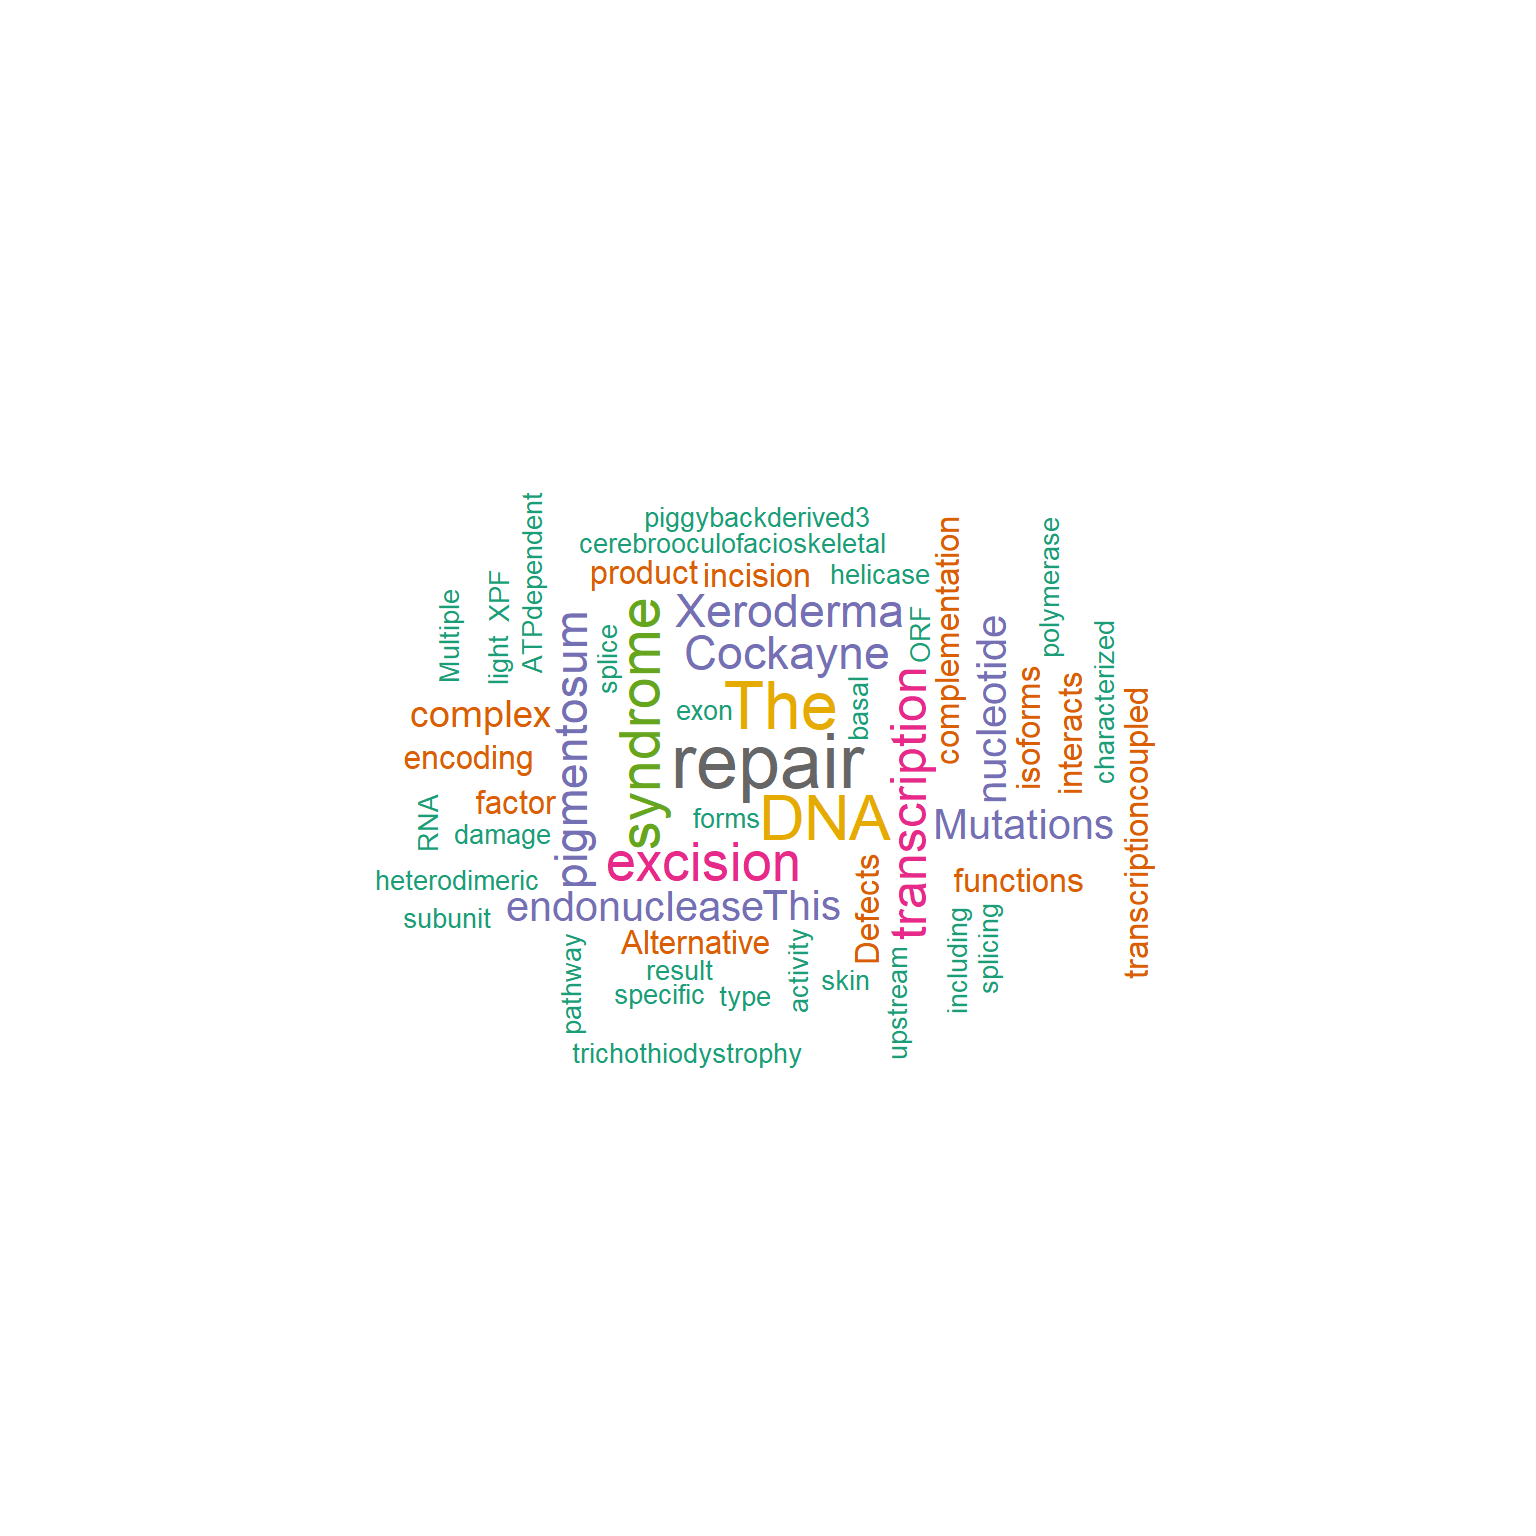 piggybackderived3
cerebrooculofacioskeletal
product
incision
helicase
Xeroderma
Cockayne
The
exon
repair
forms
DNA
excision
endonuclease
This
Alternative
result
specific
type
skin
trichothiodystrophy
complex
encoding
factor
damage
heterodimeric
subunit
Mutations
functions
Multiple
light
XPF
ATPdependent
RNA
pigmentosum
splice
syndrome
basal
transcription
ORF
complementation
nucleotide
isoforms
polymerase
interacts
characterized
transcriptioncoupled
Defects
pathway
activity
upstream
including
splicing